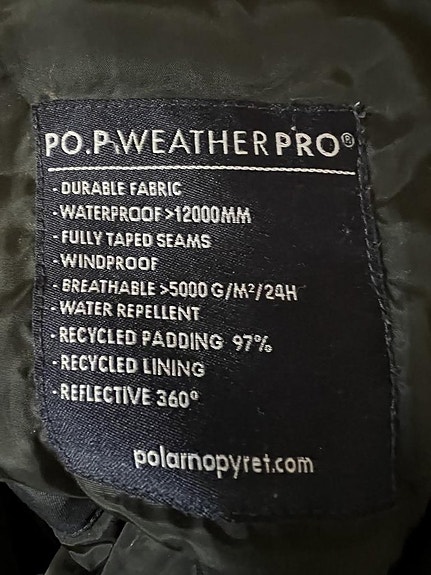 PO.P.WEATHERPRO®
- DURABLE FABRIC
- WATERPROOF >12000MM
- FULLY TAPED SEAMS
- WINDPROOF
- BREATHABLE >5000 G/M²/24H
- WATER REPELLENT
- RECYCLED PADDING 97%
- RECYCLED LINING
- REFLECTIVE 360°
polarnopyret.com